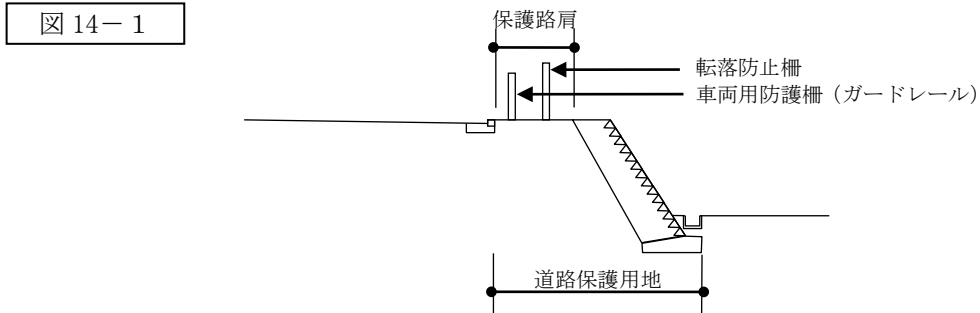 図 14－1
保護路肩
転落防止柵
車両用防護柵（ガードレール）
道路保護用地